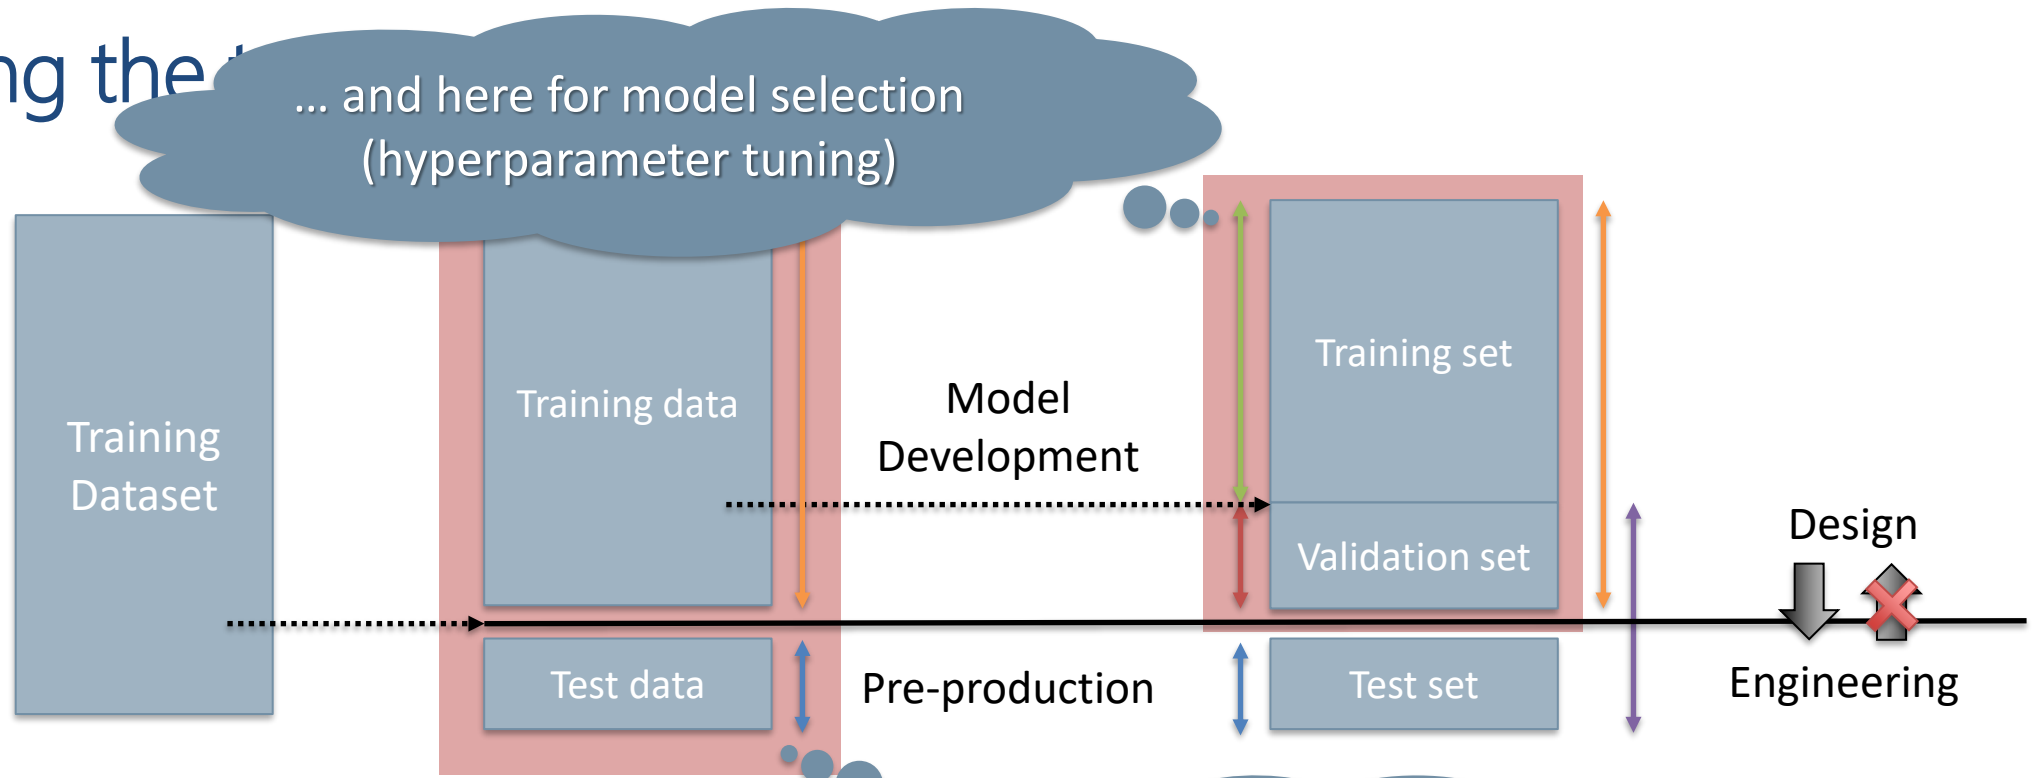 ng the
... and here for model selection
(hyperparameter tuning)
Training
Dataset
Training data
Model
Development
Training set
Validation set
Design
Test data
Pre-production
Test set
Engineering